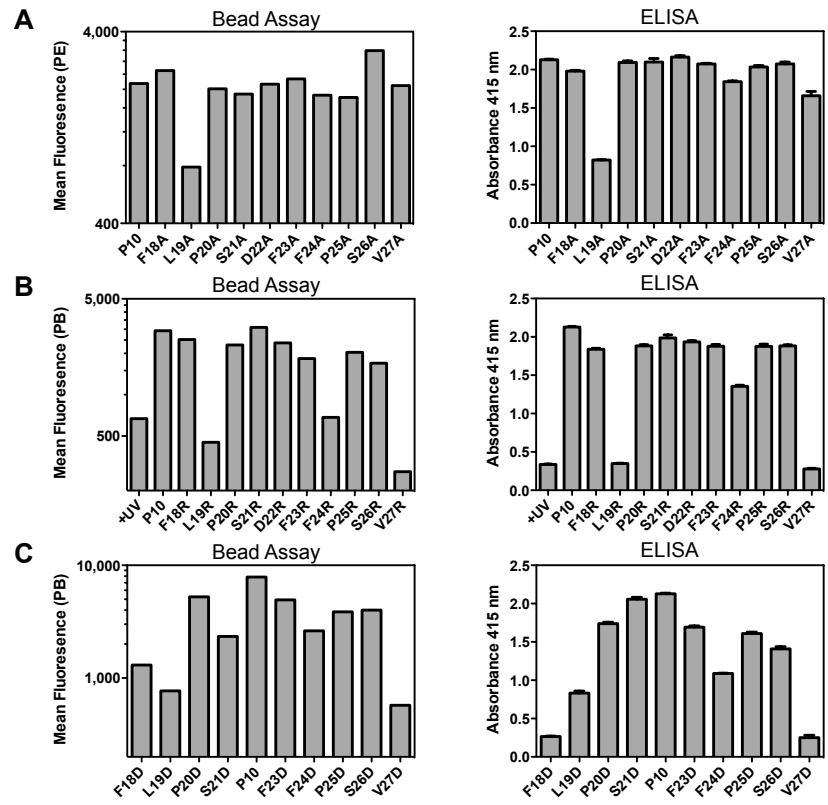 A
Bead Assay
Mean Fluoresence (PE)
4,000
400
P10 F18A L19A P20A S21A D22A F23A F24A P25A S26A V27A
ELISA
Absorbance 415 nm
2.5
2.0
1.5
1.0
0.5
0.0
P10 F18A L19A P20A S21A D22A F23A F24A P25A S26A V27A
B
Bead Assay
Mean Fluoresence (PB)
5,000
500
+UV P10 F18R L19R P20R S21R D22R F23R F24R P25R S26R V27R
ELISA
Absorbance 415 nm
2.5
2.0
1.5
1.0
0.5
0.0
+UV P10 F18R L19R P20R S21R D22R F23R F24R P25R S26R V27R
C
Bead Assay
Mean Fluoresence (PB)
10,000
1,000
F18D L19D P20D S21D P10 F23D F24D P25D S26D V27D
ELISA
Absorbance 415 nm
2.5
2.0
1.5
1.0
0.5
0.0
F18D L19D P20D S21D P10 F23D F24D P25D S26D V27D